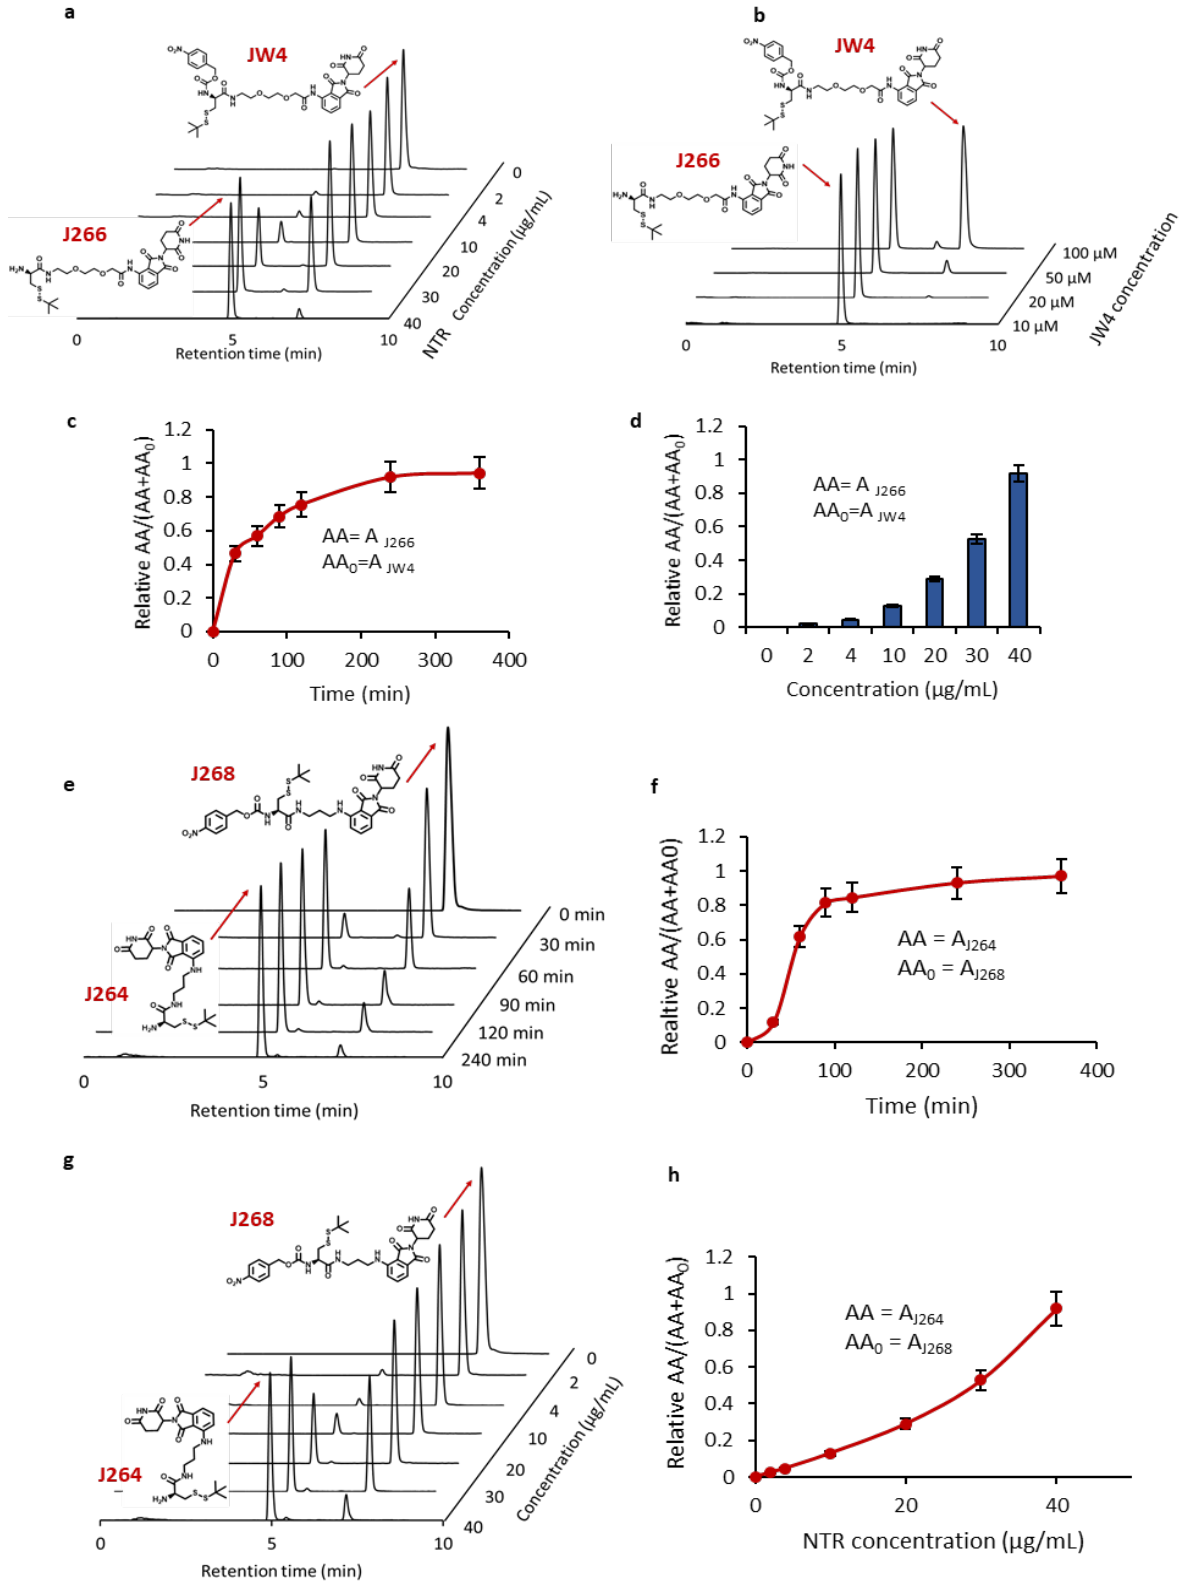 a
JW4
J266
0
2
4
10
20
30
40
NTR Concentration (µg/mL)
0
5
10
Retention time (min)
b
JW4
J266
100 µM
50 µM
20 µM
10 µM
JW4 concentration
0
5
10
Retention time (min)
c
Relative AA/(AA+AA₀)
1.2
1
0.8
0.6
0.4
0.2
0
AA= A J266
AA₀=A JW4
0
100
200
300
400
Time (min)
d
Relative AA/(AA+AA₀)
1.2
1
0.8
0.6
0.4
0.2
0
AA= A J266
AA₀=A JW4
0
2
4
10
20
30
40
Concentration (µg/mL)
e
J268
J264
0 min
30 min
60 min
90 min
120 min
240 min
0
5
10
Retention time (min)
f
Realtive AA/(AA+AA0)
1.2
1
0.8
0.6
0.4
0.2
0
AA = AJ264
AA₀ = AJ268
0
100
200
300
400
Time (min)
g
J268
J264
0
2
4
10
20
30
40
Concentration (µg/mL)
0
5
10
Retention time (min)
h
Relative AA/(AA+AA₀)
1.2
1
0.8
0.6
0.4
0.2
0
AA = AJ264
AA₀ = AJ268
0
20
40
NTR concentration (µg/mL)